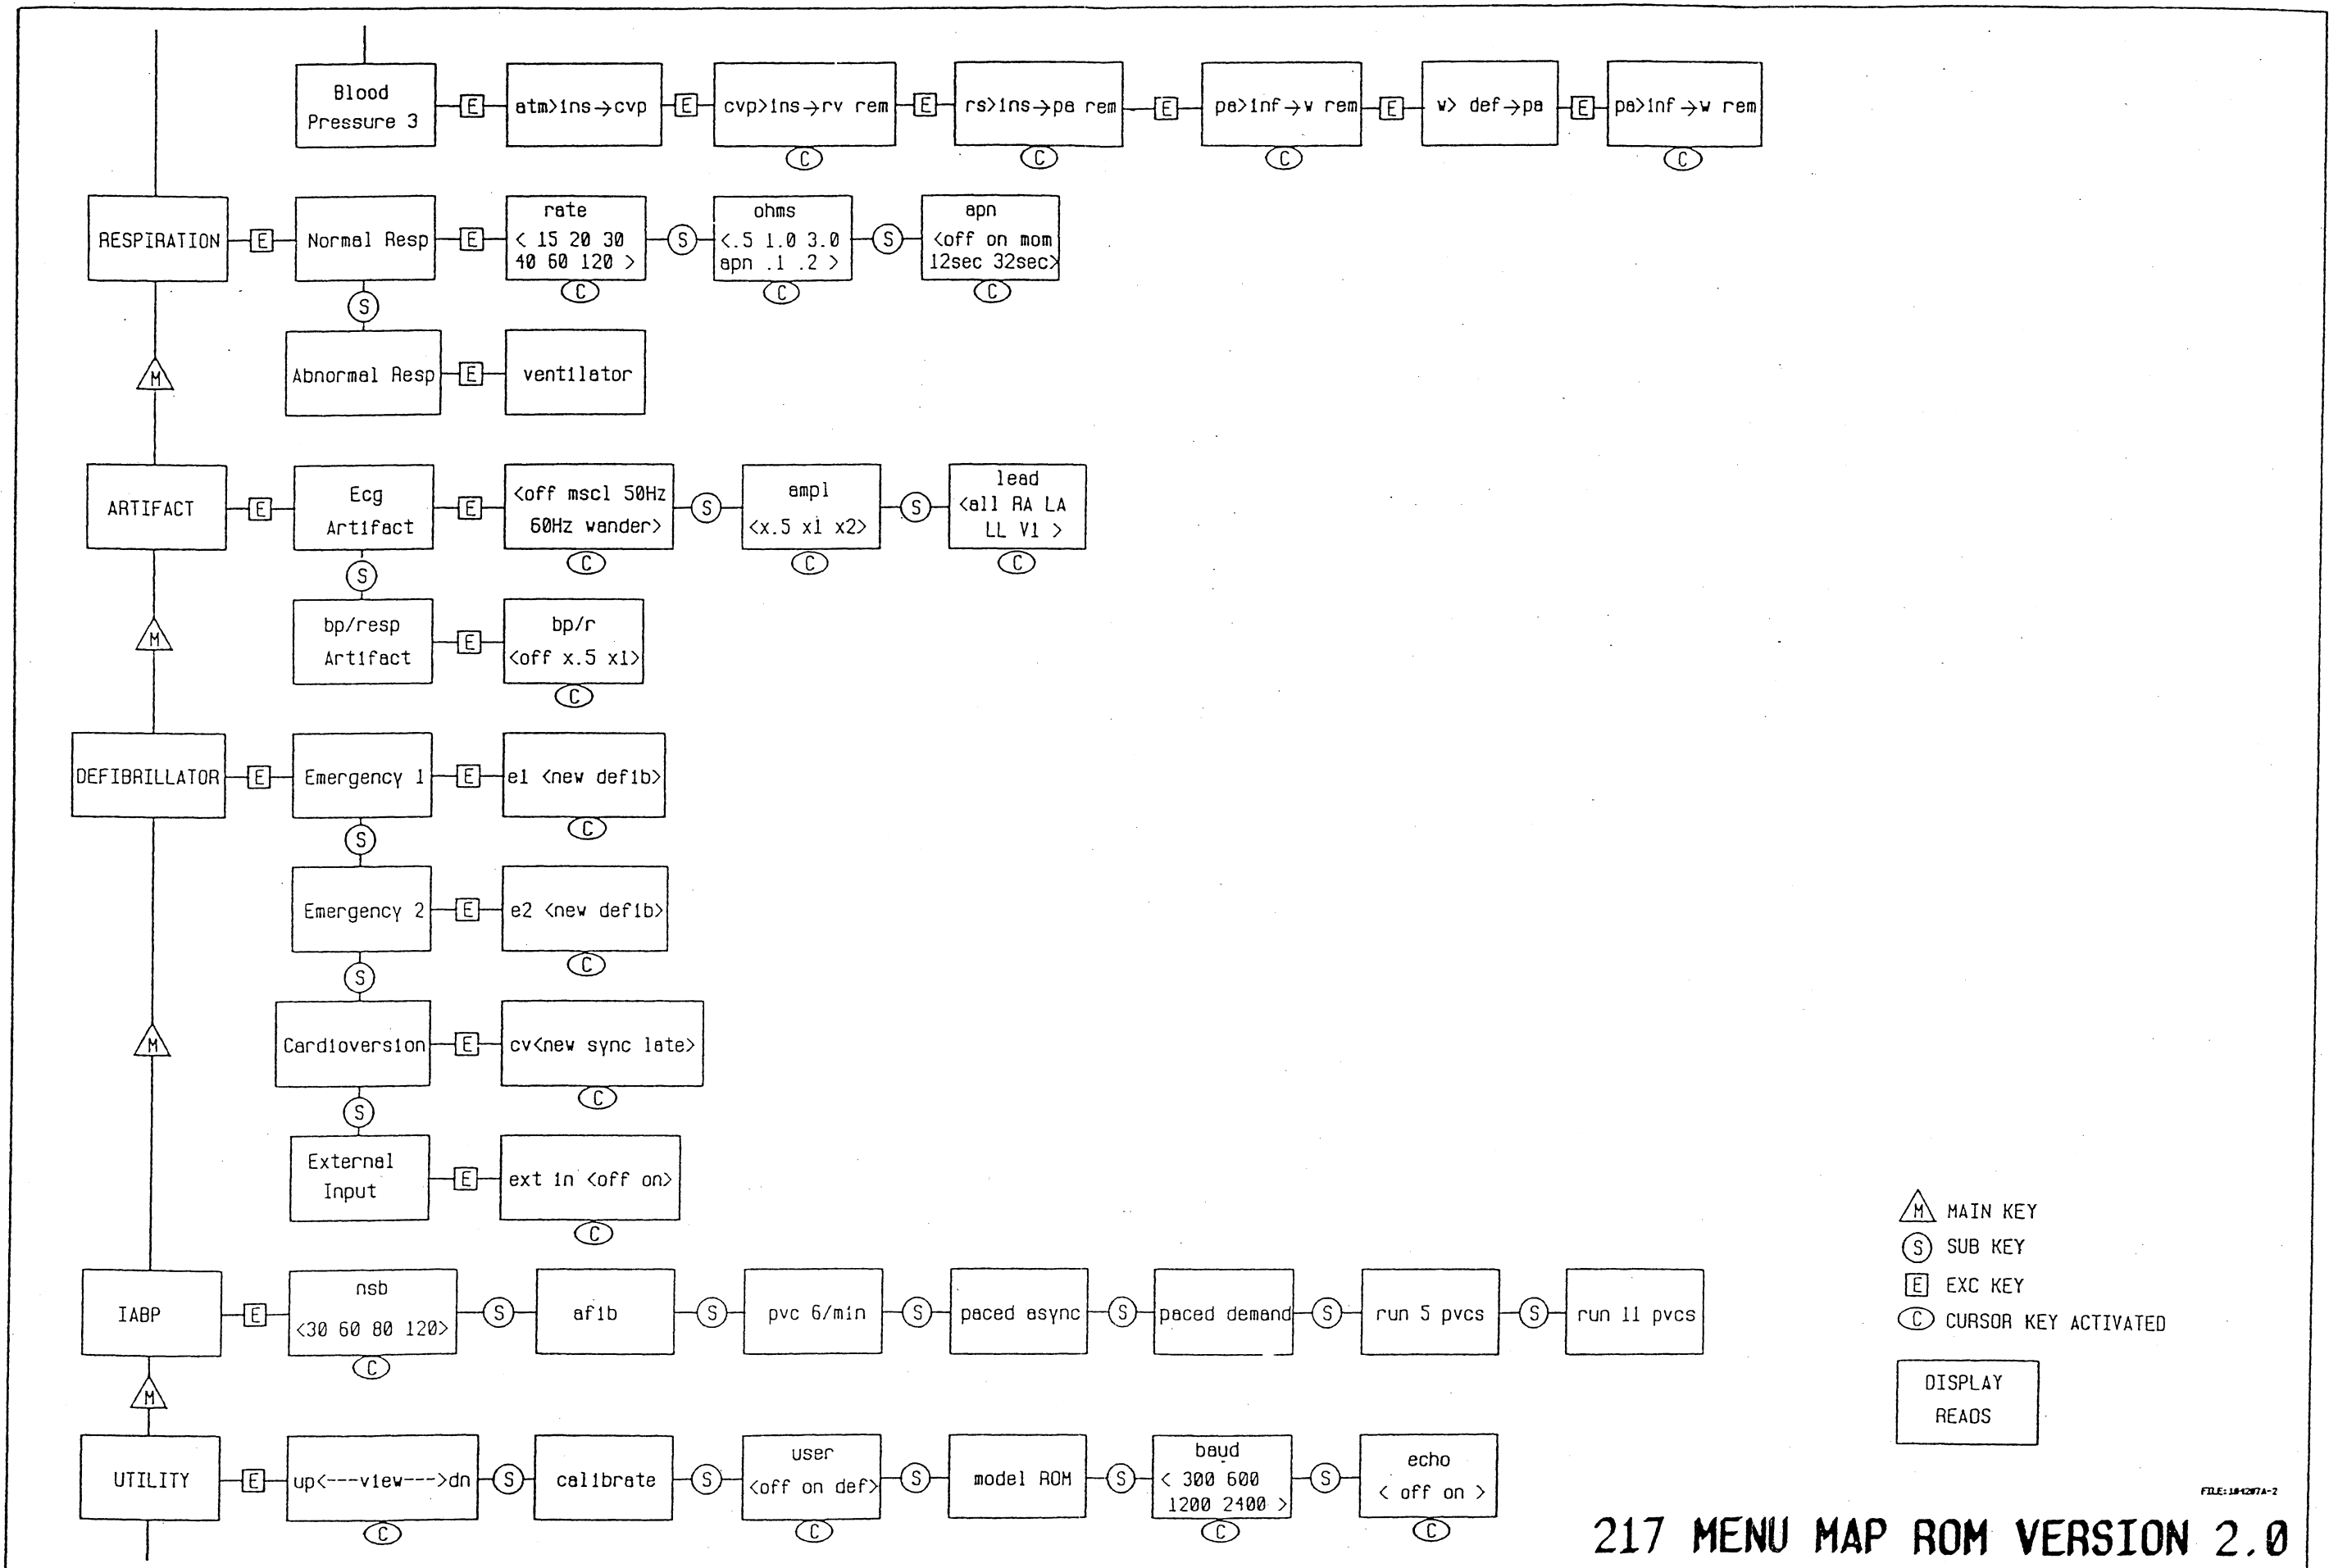 Blood
Pressure 3
E
atm>ins→cvp
E
cvp>ins→rv rem
E
rs>ins→pa rem
E
pa>inf→w rem
E
w> def→pa
E
pa>inf→w rem
C
C
C
C
RESPIRATION
E
Normal Resp
E
rate
< 15 20 30
40 60 120 >
S
ohms
<.5 1.0 3.0
apn .1 .2 >
S
apn
<off on mom
12sec 32sec>
C
C
C
S
M
Abnormal Resp
E
ventilator
ARTIFACT
E
Ecg
Artifact
E
<off mscl 50Hz
60Hz wander>
S
ampl
<x.5 x1 x2>
S
lead
<all RA LA
LL V1 >
C
C
C
S
M
bp/resp
Artifact
E
bp/r
<off x.5 x1>
C
DEFIBRILLATOR
E
Emergency 1
E
e1 <new defib>
C
S
Emergency 2
E
e2 <new defib>
C
S
M
Cardioversion
E
cv<new sync late>
C
S
External
Input
E
ext in <off on>
C
IABP
E
nsb
<30 60 80 120>
S
afib
S
pvc 6/min
S
paced async
S
paced demand
S
run 5 pvcs
S
run 11 pvcs
C
M
UTILITY
E
up<---view--->dn
S
calibrate
S
user
<off on def>
S
model ROM
S
baud
< 300 600
1200 2400 >
S
echo
< off on >
C
C
C
C
M MAIN KEY
S SUB KEY
E EXC KEY
C CURSOR KEY ACTIVATED
DISPLAY
READS
217 MENU MAP ROM VERSION 2.0